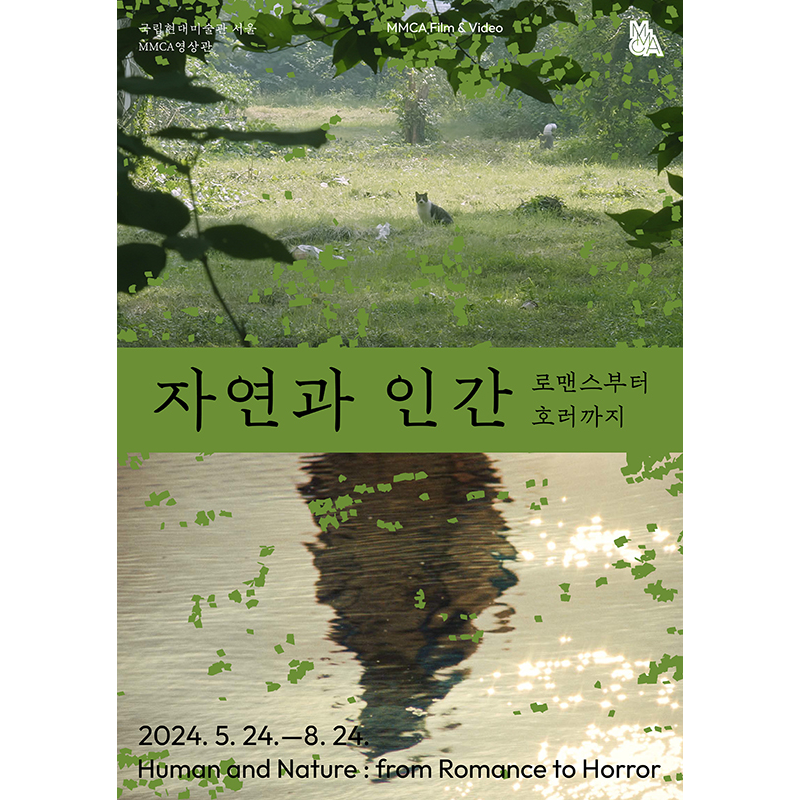 국립현대미술관 서울
MMCA영상관
MMCA Film & Video
MMCA
자연과 인간
로맨스부터
호러까지
2024. 5. 24.—8. 24.
Human and Nature : from Romance to Horror